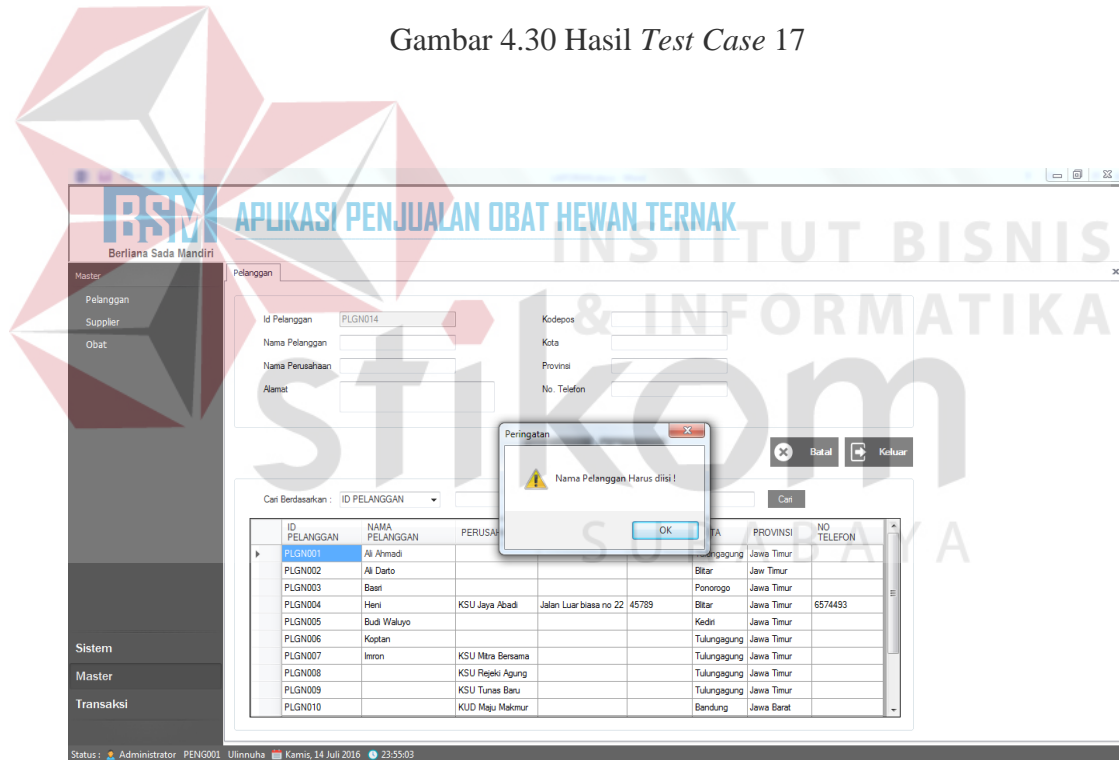 Gambar 4.30 Hasil Test Case 17
BSM
Berliana Sada Mandiri
APLIKASI PENJUALAN OBAT HEWAN TERNAK
INSTITUT BISNIS
& INFORMATIKA
stikom
SURABAYA
Master
Pelanggan
Supplier
Obat
Sistem
Master
Transaksi
Pelanggan
Id Pelanggan PLGN014 Kodepos
Nama Pelanggan Kota
Nama Perusahaan Provinsi
Alamat No. Telefon
Peringatan
Nama Pelanggan Harus diisi !
OK
Batal Keluar
Cari Berdasarkan : ID PELANGGAN Cari
ID PELANGGAN NAMA PELANGGAN PROVINSI NO TELEFON
PLGN001 Ali Ahmadi Jawa Timur
PLGN002 Ali Darto Blitar Jaw Timur
PLGN003 Basri Ponorogo Jawa Timur
PLGN004 Heni KSU Jaya Abadi Jalan Luar biasa no 22 45789 Blitar Jawa Timur 6574493
PLGN005 Budi Waluyo Kediri Jawa Timur
PLGN006 Koptan Tulungagung Jawa Timur
PLGN007 Imron KSU Mitra Bersama Tulungagung Jawa Timur
PLGN008 KSU Rejeki Agung Tulungagung Jawa Timur
PLGN009 KSU Tunas Baru Tulungagung Jawa Timur
PLGN010 KUD Maju Makmur Bandung Jawa Barat
Status : Administrator PENG001 Ulinnuha Kamis, 14 Juli 2016 23:55:03